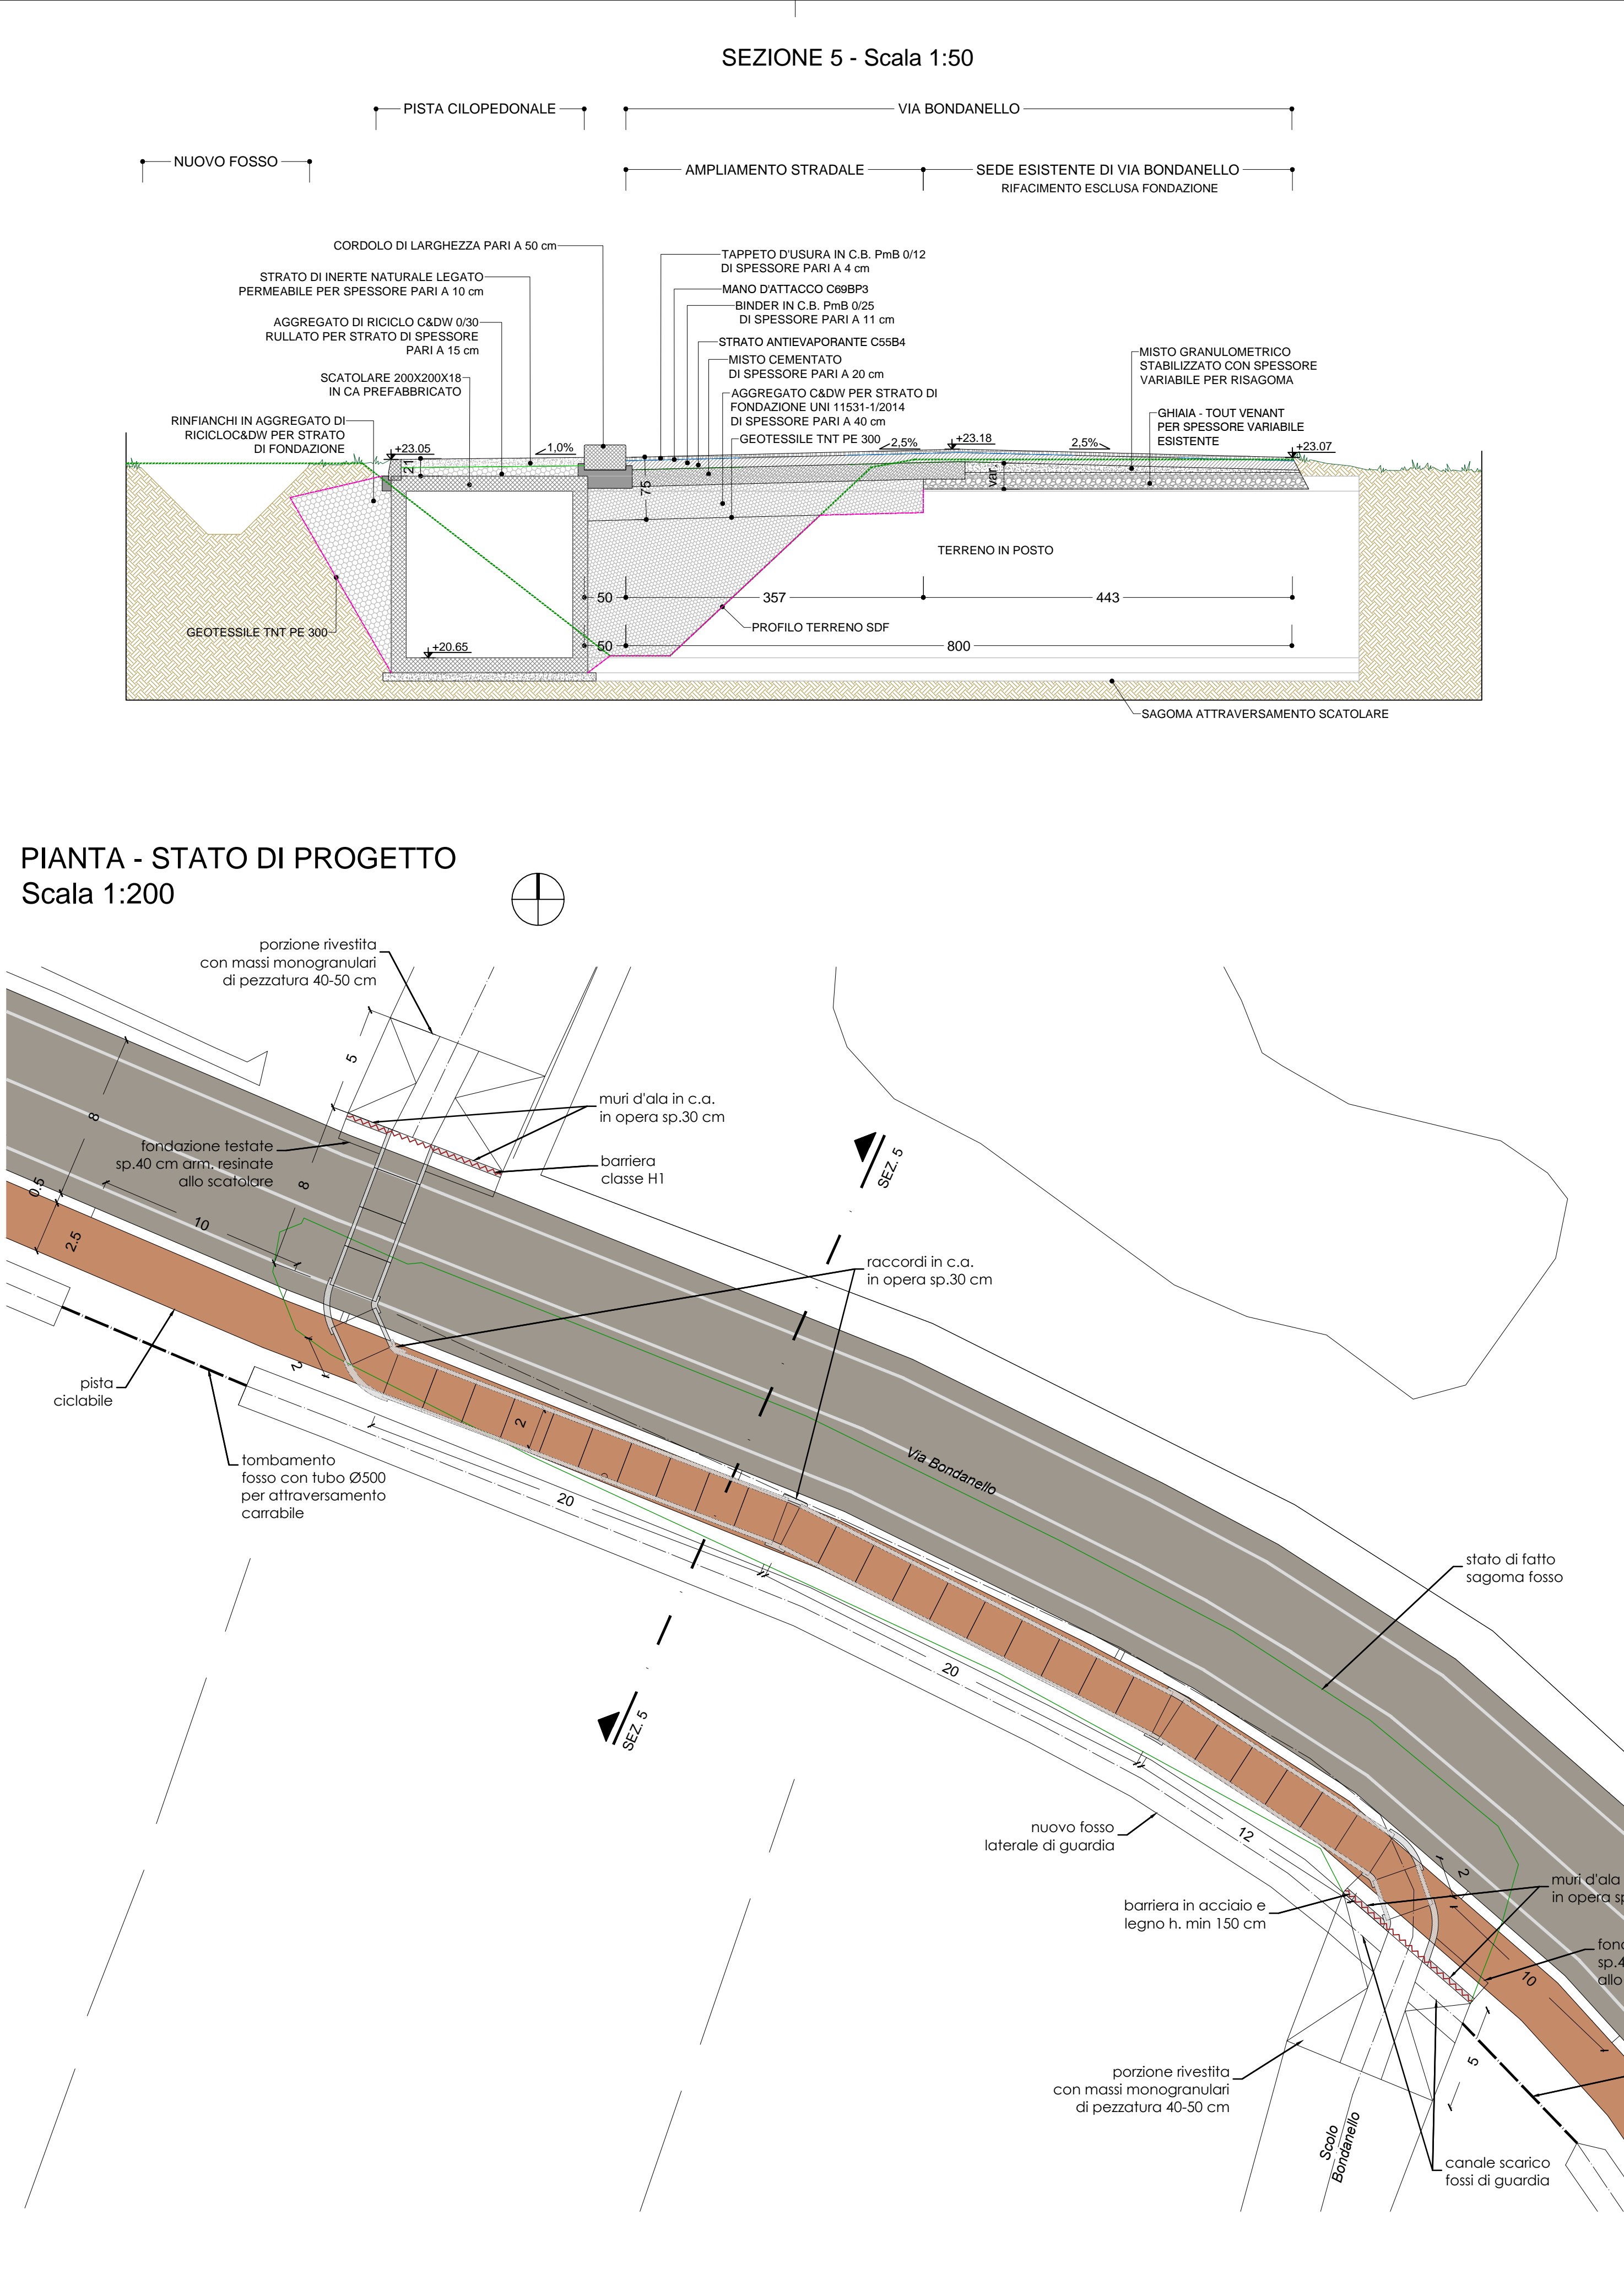 SEZIONE 5 - Scala 1:50
PISTA CILOPEDONALE
VIA BONDANELLO
NUOVO FOSSO
AMPLIAMENTO STRADALE
SEDE ESISTENTE DI VIA BONDANELLO
RIFACIMENTO ESCLUSA FONDAZIONE
CORDOLO DI LARGHEZZA PARI A 50 cm
STRATO DI INERTE NATURALE LEGATO
PERMEABILE PER SPESSORE PARI A 10 cm
AGGREGATO DI RICICLO C&DW 0/30
RULLATO PER STRATO DI SPESSORE
PARI A 15 cm
SCATOLARE 200X200X18
IN CA PREFABBRICATO
RINFIANCHI IN AGGREGATO DI
RICICLOC&DW PER STRATO
DI FONDAZIONE
TAPPETO D'USURA IN C.B. PmB 0/12
DI SPESSORE PARI A 4 cm
MANO D'ATTACCO C69BP3
BINDER IN C.B. PmB 0/25
DI SPESSORE PARI A 11 cm
STRATO ANTIEVAPORANTE C55B4
MISTO CEMENTATO
DI SPESSORE PARI A 20 cm
AGGREGATO C&DW PER STRATO DI
FONDAZIONE UNI 11531-1/2014
DI SPESSORE PARI A 40 cm
GEOTESSILE TNT PE 300
MISTO GRANULOMETRICO
STABILIZZATO CON SPESSORE
VARIABILE PER RISAGOMA
GHIAIA - TOUT VENANT
PER SPESSORE VARIABILE
ESISTENTE
+23.05
1,0%
2,5%
+23.18
2,5%
+23.07
21
75
var.
TERRENO IN POSTO
50
357
443
GEOTESSILE TNT PE 300
PROFILO TERRENO SDF
+20.65
50
800
SAGOMA ATTRAVERSAMENTO SCATOLARE
PIANTA - STATO DI PROGETTO
Scala 1:200
porzione rivestita
con massi monogranulari
di pezzatura 40-50 cm
5
muri d'ala in c.a.
in opera sp.30 cm
8
fondazione testate
sp.40 cm arm. resinate
allo scatolare
barriera
classe H1
SEZ. 5
0.5
8
10
2.5
raccordi in c.a.
in opera sp.30 cm
2
pista
ciclabile
2
Via Bondanello
tombamento
fosso con tubo Ø500
per attraversamento
carrabile
20
stato di fatto
sagoma fosso
20
SEZ. 5
nuovo fosso
laterale di guardia
12
2
muri d'ala
in opera sp
barriera in acciaio e
legno h. min 150 cm
fond
sp.4
allo
10
5
porzione rivestita
con massi monogranulari
di pezzatura 40-50 cm
Scolo
Bondanello
canale scarico
fossi di guardia